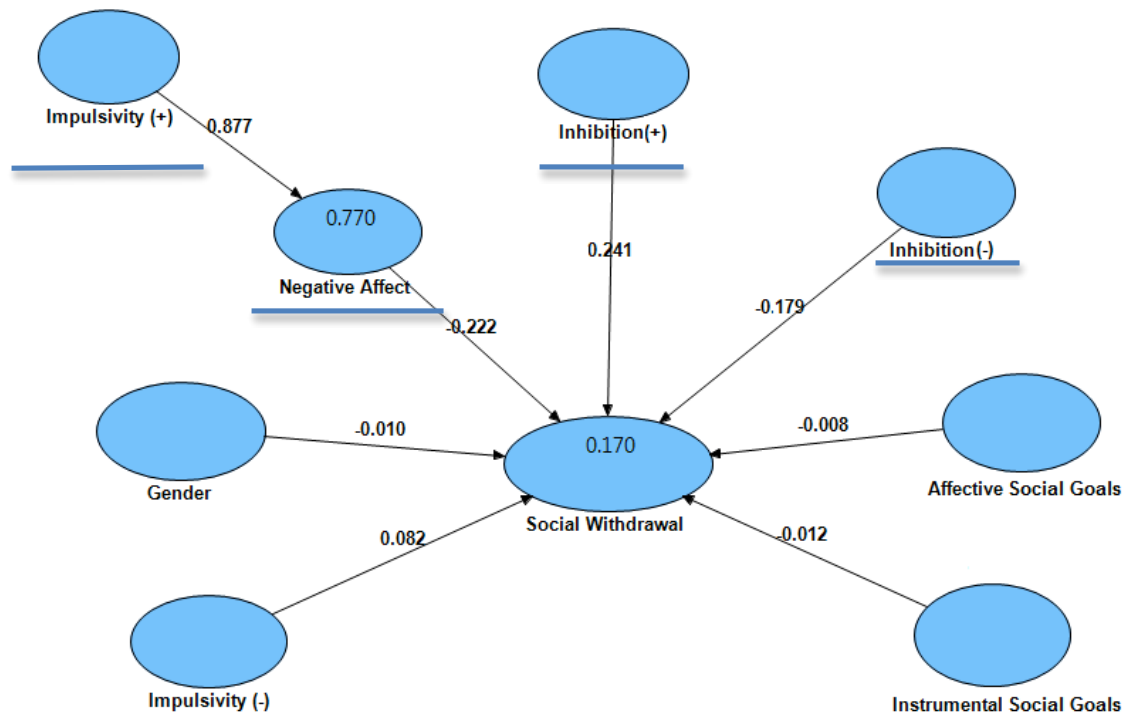 Impulsivity (+)
0.877
Inhibition(+)
0.770
Negative Affect
0.241
Inhibition(-)
-0.222
-0.179
-0.010
Gender
0.170
Social Withdrawal
-0.008
Affective Social Goals
0.082
-0.012
Impulsivity (-)
Instrumental Social Goals